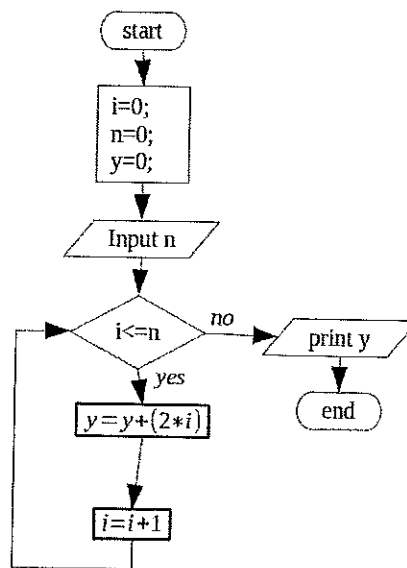 start
i=0;
n=0;
y=0;
Input n
i<=n
no
print y
yes
end
y=y+(2*i)
i=i+1